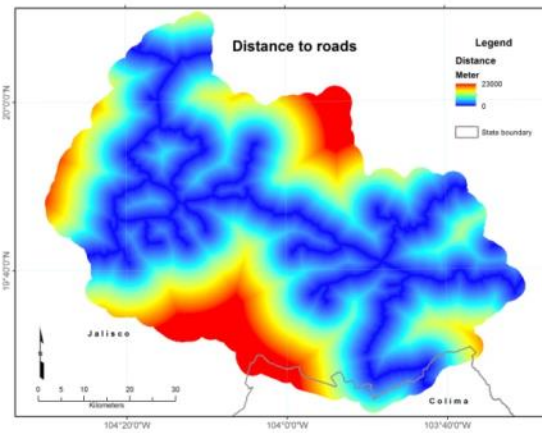 Distance to roads
Legend
Distance
Meter
23500
0
State boundary
20°0'0"N
19°40'0"N
Jalisco
Colima
N
0 5 10 20 30
Kilometers
104°20'0"W 104°0'0"W 103°40'0"W